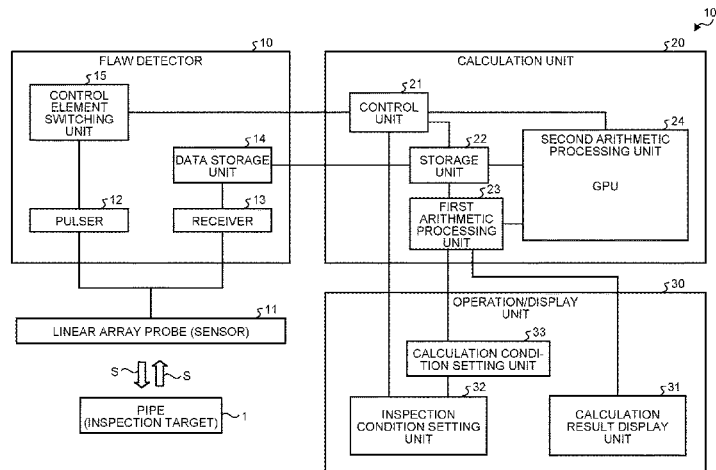 10
10
FLAW DETECTOR
15
CONTROL
ELEMENT
SWITCHING
UNIT
14
DATA STORAGE
UNIT
12
PULSER
13
RECEIVER
11
LINEAR ARRAY PROBE (SENSOR)
S
S
PIPE
(INSPECTION TARGET)
1
20
CALCULATION UNIT
21
CONTROL
UNIT
22
STORAGE
UNIT
23
FIRST
ARITHMETIC
PROCESSING
UNIT
24
SECOND ARITHMETIC
PROCESSING UNIT
GPU
30
OPERATION/DISPLAY
UNIT
33
CALCULATION CONDI-
TION SETTING UNIT
32
INSPECTION
CONDITION SETTING
UNIT
31
CALCULATION
RESULT DISPLAY
UNIT